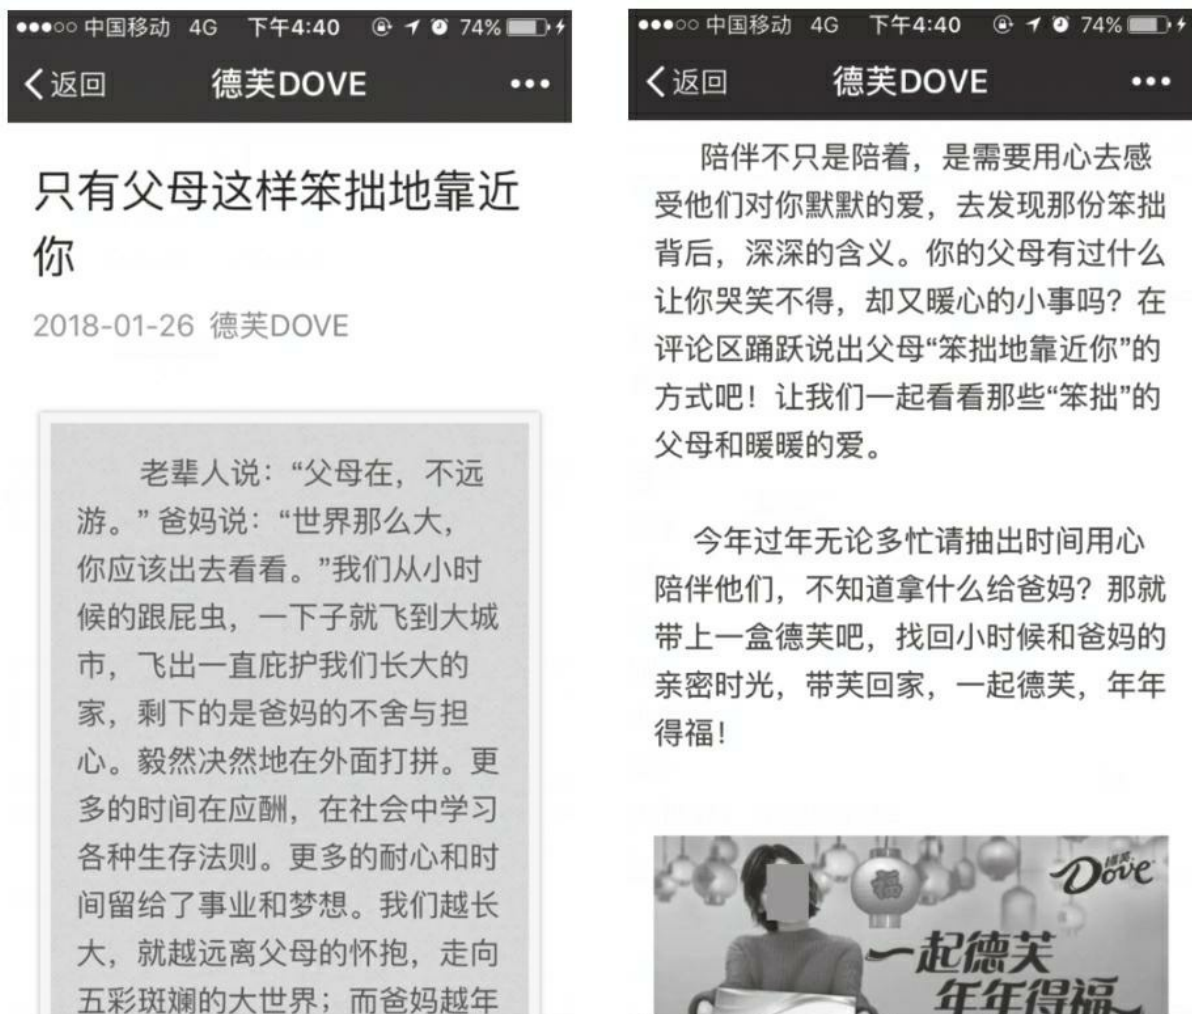 中国移动 4G 下午4:40 74%
返回 德芙DOVE
只有父母这样笨拙地靠近
你
2018-01-26 德芙DOVE
老辈人说：“父母在，不远
游。” 爸妈说：“世界那么大，
你应该出去看看。”我们从小时
候的跟屁虫，一下子就飞到大城
市，飞出一直庇护我们长大的
家，剩下的是爸妈的不舍与担
心。毅然决然地在外面打拼。更
多的时间在应酬，在社会中学习
各种生存法则。更多的耐心和时
间留给了事业和梦想。我们越长
大，就越远离父母的怀抱，走向
五彩斑斓的大世界；而爸妈越年
中国移动 4G 下午4:40 74%
返回 德芙DOVE
陪伴不只是陪着，是需要用心去感
受他们对你默默的爱，去发现那份笨拙
背后，深深的含义。你的父母有过什么
让你哭笑不得，却又暖心的小事吗？在
评论区踊跃说出父母“笨拙地靠近你”的
方式吧！让我们一起看看那些“笨拙”的
父母和暖暖的爱。
今年过年无论多忙请抽出时间用心
陪伴他们，不知道拿什么给爸妈？那就
带上一盒德芙吧，找回小时候和爸妈的
亲密时光，带芙回家，一起德芙，年年
得福！
福
德芙
Dove
一起德芙
年年得福